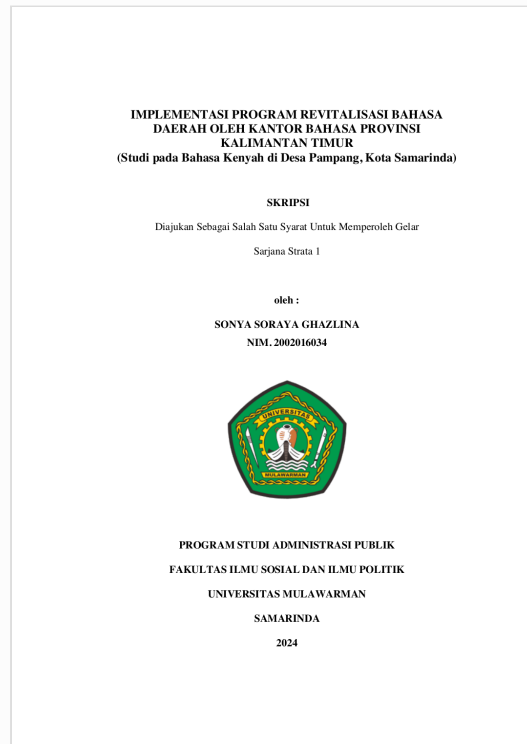 IMPLEMENTASI PROGRAM REVITALISASI BAHASA
DAERAH OLEH KANTOR BAHASA PROVINSI
KALIMANTAN TIMUR
(Studi pada Bahasa Kenyah di Desa Pampang, Kota Samarinda)
SKRIPSI
Diajukan Sebagai Salah Satu Syarat Untuk Memperoleh Gelar
Sarjana Strata 1
oleh :
SONYA SORAYA GHAZLINA
NIM. 2002016034
UNIVERSITAS
MULAWARMAN
PROGRAM STUDI ADMINISTRASI PUBLIK
FAKULTAS ILMU SOSIAL DAN ILMU POLITIK
UNIVERSITAS MULAWARMAN
SAMARINDA
2024